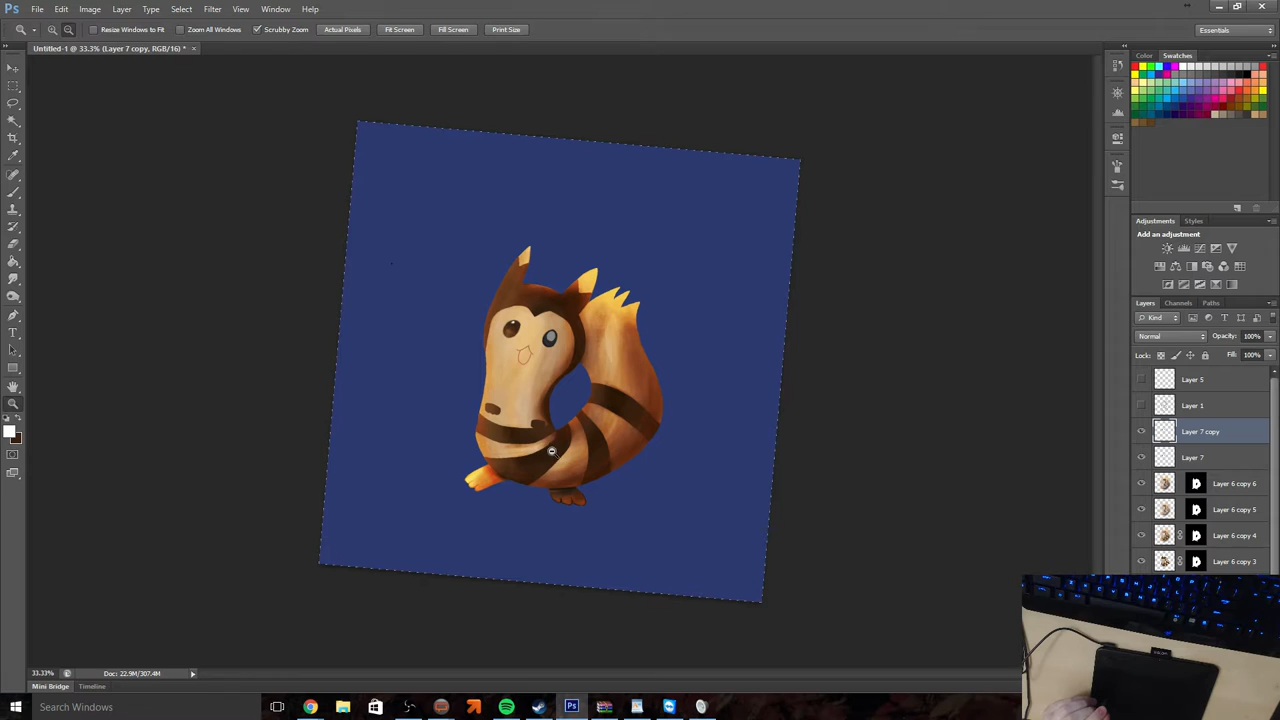 Ps File Edit Image Layer Type Select Filter View Window Help
Resize Windows to Fit Zoom All Windows Scrubby Zoom Actual Pixels Fit Screen Fill Screen Print Size Essentials
Untitled-1 @ 33.3% (Layer 7 copy, RGB/16) * ×
Color Swatches
Adjustments Styles
Add an adjustment
Layers Channels Paths
Kind
Normal Opacity: 100%
Lock: Fill: 100%
Layer 5
Layer 1
Layer 7 copy
Layer 7
Layer 6 copy 6
Layer 6 copy 5
Layer 6 copy 4
Layer 6 copy 3
33.33% Doc: 22.9M/307.4M
Mini Bridge Timeline
Search Windows Ps